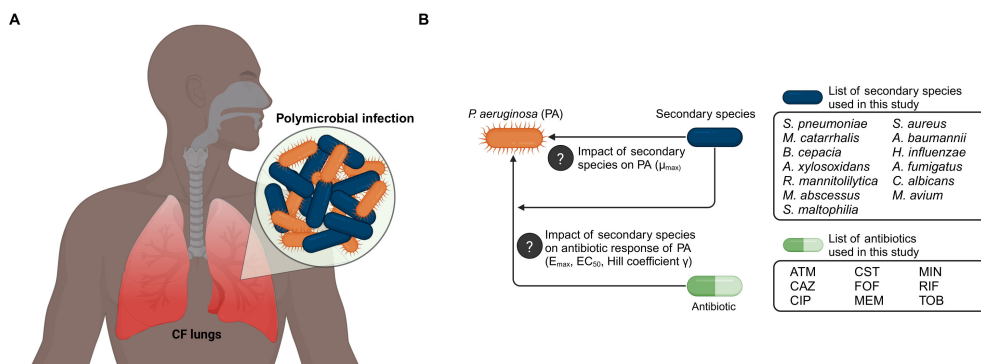 A
Polymicrobial infection
CF lungs
B
P. aeruginosa (PA)
Secondary species
? Impact of secondary
species on PA (μmax)
? Impact of secondary species
on antibiotic response of PA
(Emax, EC50, Hill coefficient γ)
Antibiotic
List of secondary species
used in this study
S. pneumoniae S. aureus
M. catarrhalis A. baumannii
B. cepacia H. influenzae
A. xylosoxidans A. fumigatus
R. mannitolilytica C. albicans
M. abscessus M. avium
S. maltophilia
List of antibiotics
used in this study
ATM CST MIN
CAZ FOF RIF
CIP MEM TOB